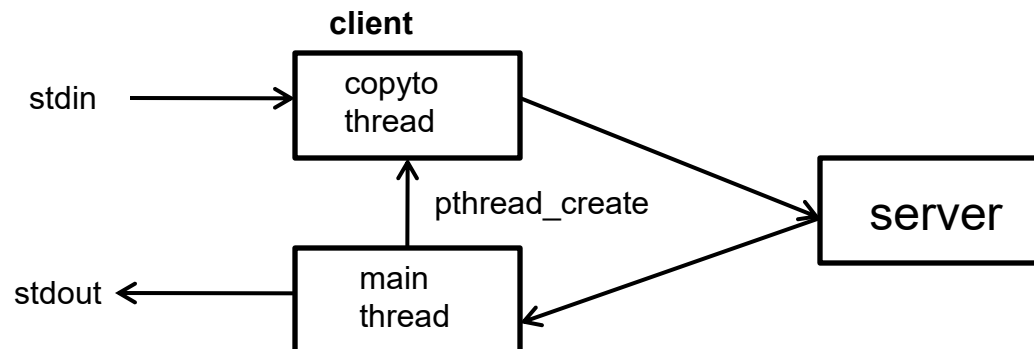 client
stdin
copyto
thread
pthread_create
server
stdout
main
thread